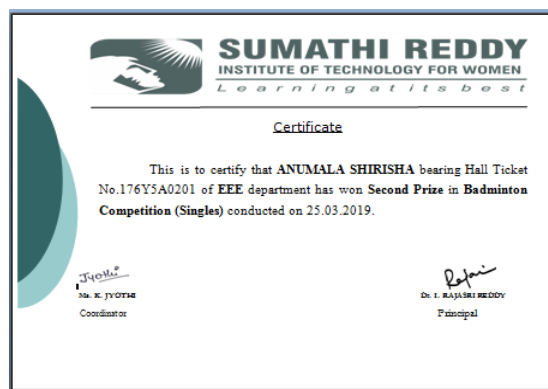 SUMATHI REDDY
INSTITUTE OF TECHNOLOGY FOR WOMEN
Learning at its best
Certificate
This is to certify that ANUMALA SHIRISHA bearing Hall Ticket
No.176Y5A0201 of EEE department has won Second Prize in Badminton
Competition (Singles) conducted on 25.03.2019.
Jyothi
Ms. K. JYOTHI
Coordinator
Rajasri
Dr. I. RAJASRI REDDY
Principal